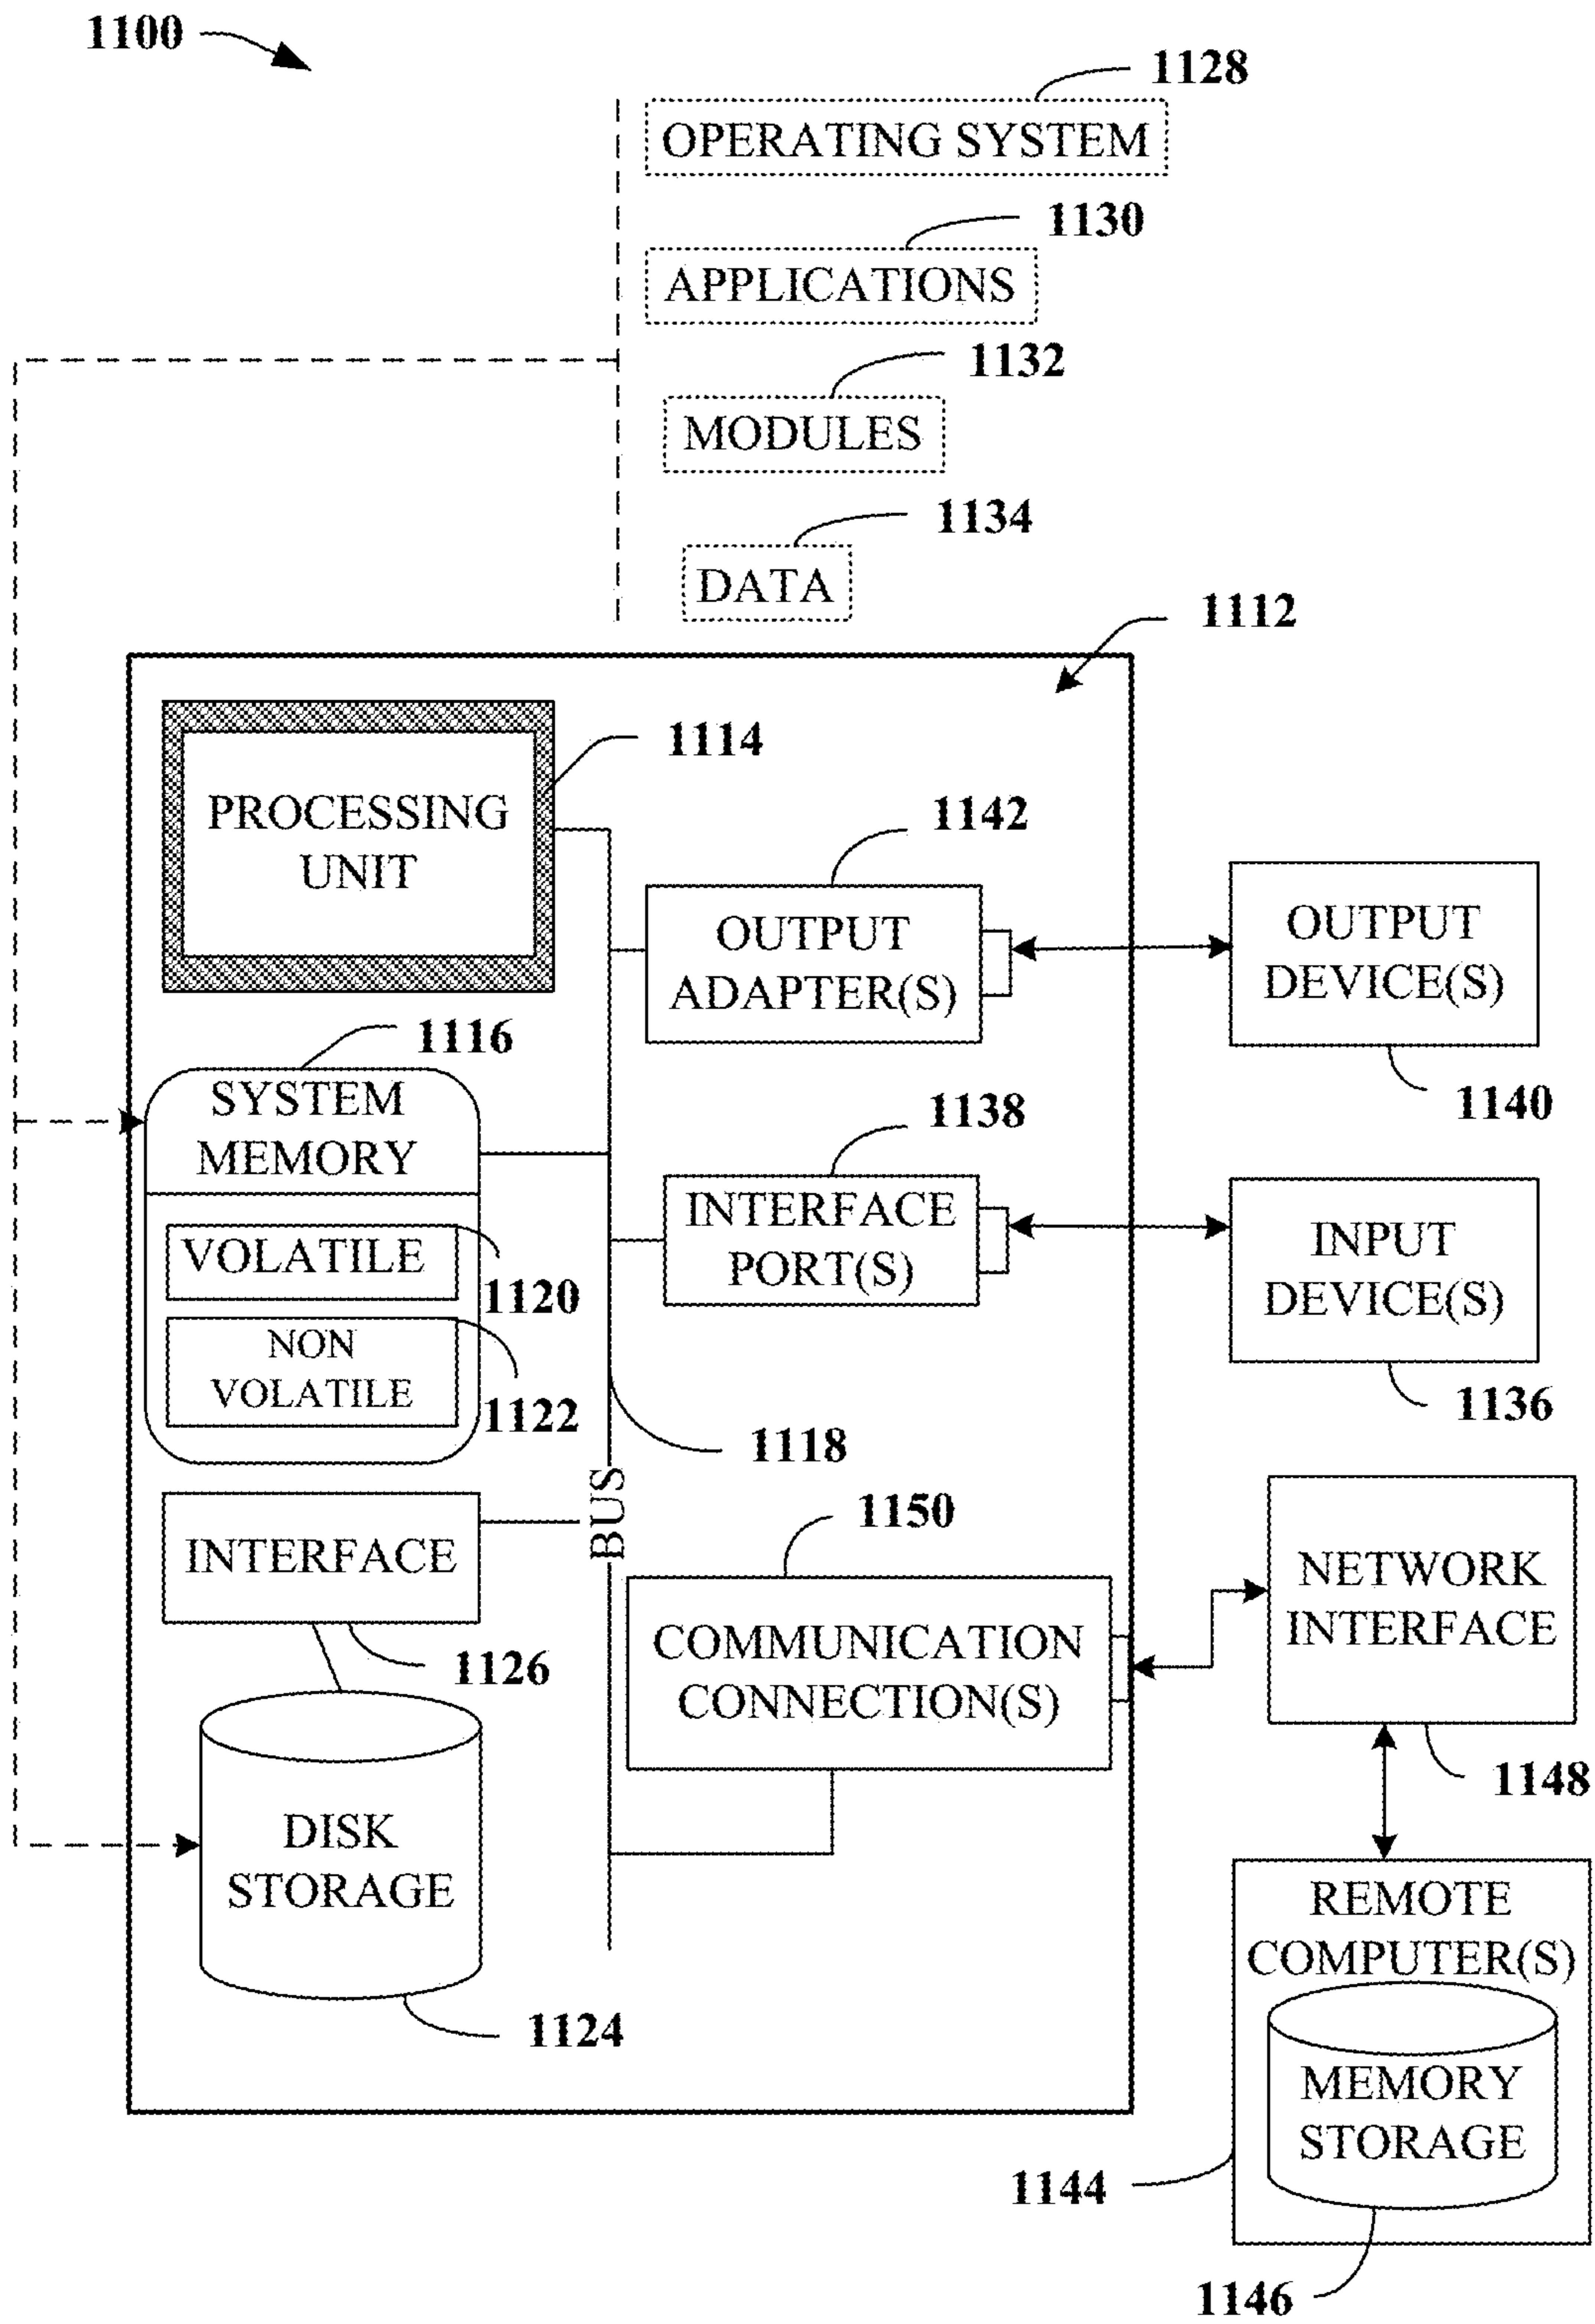 1100
1128
OPERATING SYSTEM
1130
APPLICATIONS
1132
MODULES
1134
DATA
1112
1114
PROCESSING
UNIT
1142
OUTPUT
ADAPTER(S)
OUTPUT
DEVICE(S)
1140
1116
SYSTEM
MEMORY
VOLATILE
1120
NON
VOLATILE
1122
1138
INTERFACE
PORT(S)
INPUT
DEVICE(S)
1136
1118
BUS
INTERFACE
1126
1150
COMMUNICATION
CONNECTION(S)
NETWORK
INTERFACE
1148
DISK
STORAGE
1124
REMOTE
COMPUTER(S)
MEMORY
STORAGE
1144
1146